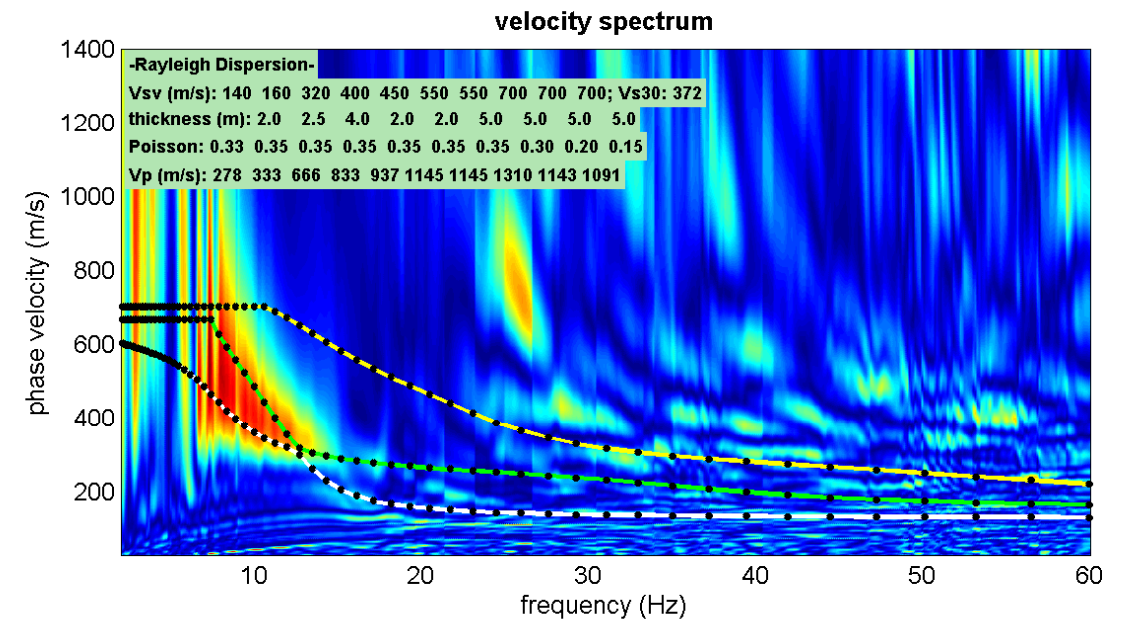 velocity spectrum
-Rayleigh Dispersion-
Vsv (m/s): 140 160 320 400 450 550 550 700 700 700; Vs30: 372
thickness (m): 2.0 2.5 4.0 2.0 2.0 5.0 5.0 5.0 5.0
Poisson: 0.33 0.35 0.35 0.35 0.35 0.35 0.35 0.30 0.20 0.15
Vp (m/s): 278 333 666 833 937 1145 1145 1310 1143 1091
1400
1200
1000
800
600
400
200
phase velocity (m/s)
10 20 30 40 50 60
frequency (Hz)